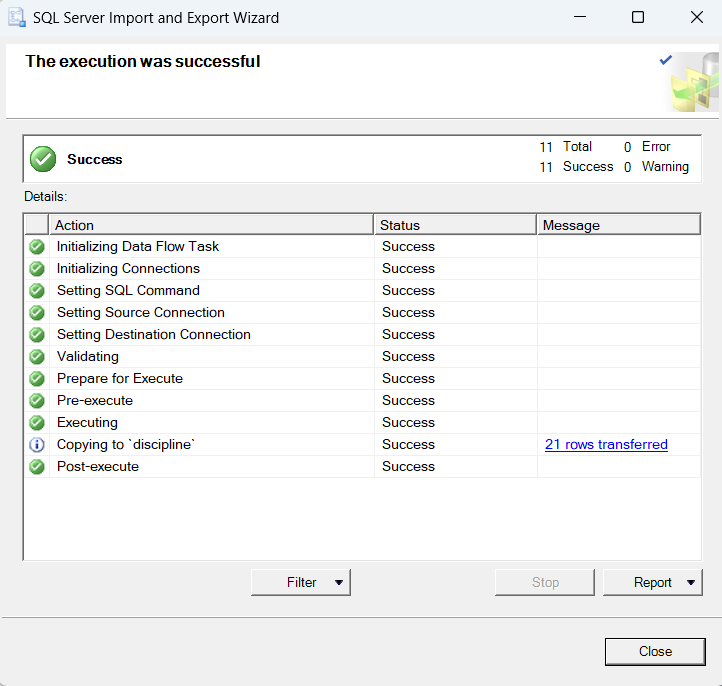 SQL Server Import and Export Wizard
The execution was successful
Success
11 Total 0 Error
11 Success 0 Warning
Details:
Action Status Message
Initializing Data Flow Task Success
Initializing Connections Success
Setting SQL Command Success
Setting Source Connection Success
Setting Destination Connection Success
Validating Success
Prepare for Execute Success
Pre-execute Success
Executing Success
Copying to `discipline` Success 21 rows transferred
Post-execute Success
Filter Stop Report
Close